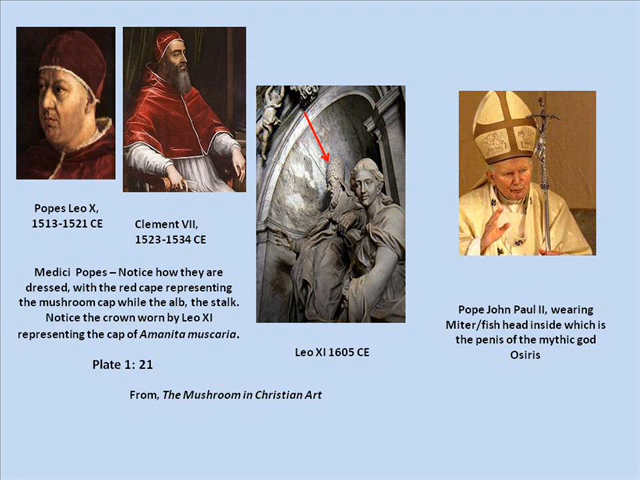 Popes Leo X,
1513-1521 CE
Clement VII,
1523-1534 CE
Medici Popes – Notice how they are
dressed, with the red cape representing
the mushroom cap while the alb, the stalk.
Notice the crown worn by Leo XI
representing the cap of Amanita muscaria.
Plate 1: 21
Leo XI 1605 CE
Pope John Paul II, wearing
Miter/fish head inside which is
the penis of the mythic god
Osiris
From, The Mushroom in Christian Art